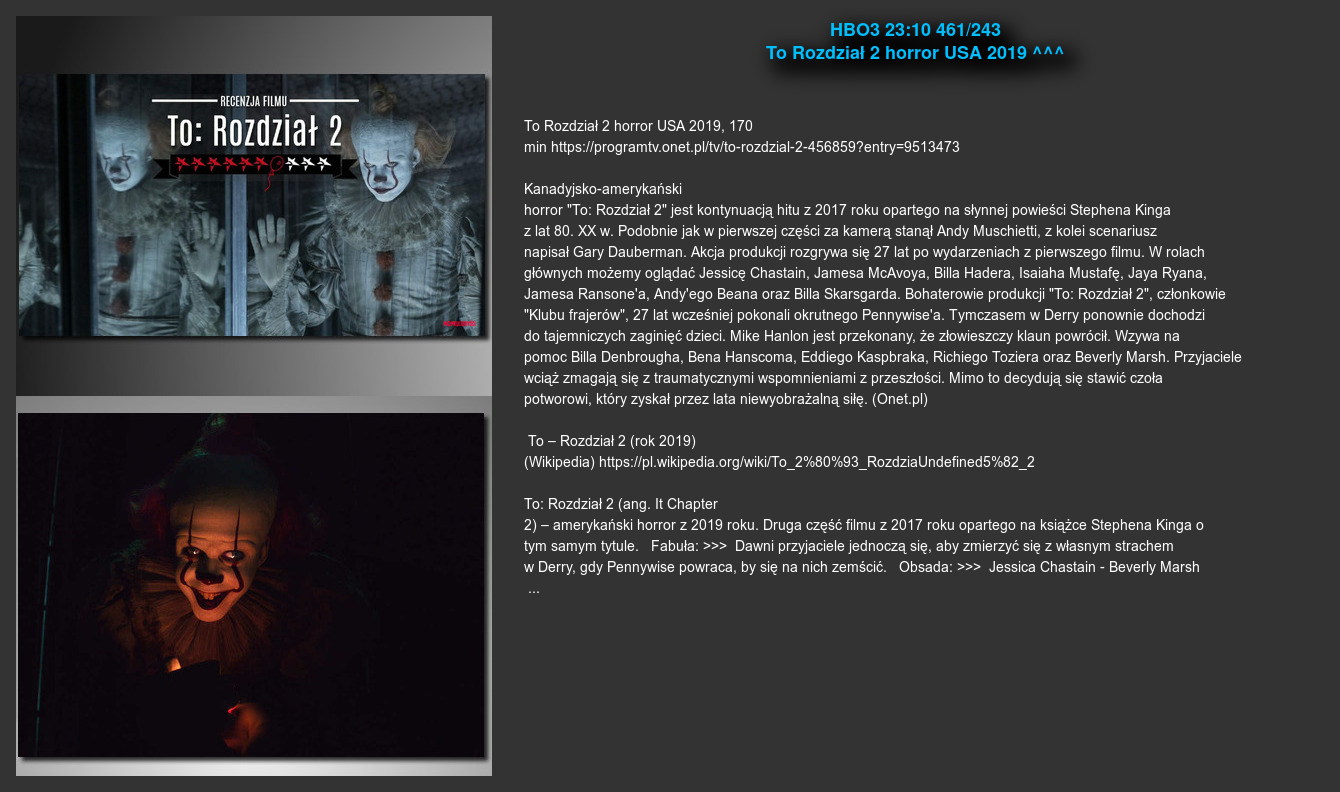 HBO3 23:10 461/243
To Rozdział 2 horror USA 2019 ^^^
RECENZJA FILMU
To: Rozdział 2
To Rozdział 2 horror USA 2019, 170
min https://programtv.onet.pl/tv/to-rozdzial-2-456859?entry=9513473
Kanadyjsko-amerykański
horror "To: Rozdział 2" jest kontynuacją hitu z 2017 roku opartego na słynnej powieści Stephena Kinga
z lat 80. XX w. Podobnie jak w pierwszej części za kamerą stanął Andy Muschietti, z kolei scenariusz
napisał Gary Dauberman. Akcja produkcji rozgrywa się 27 lat po wydarzeniach z pierwszego filmu. W rolach
głównych możemy oglądać Jessicę Chastain, Jamesa McAvoya, Billa Hadera, Isaiaha Mustafę, Jaya Ryana,
Jamesa Ransone'a, Andy'ego Beana oraz Billa Skarsgarda. Bohaterowie produkcji "To: Rozdział 2", członkowie
"Klubu frajerów", 27 lat wcześniej pokonali okrutnego Pennywise'a. Tymczasem w Derry ponownie dochodzi
do tajemniczych zaginięć dzieci. Mike Hanlon jest przekonany, że złowieszczy klaun powrócił. Wzywa na
pomoc Billa Denbrougha, Bena Hanscoma, Eddiego Kaspbraka, Richiego Toziera oraz Beverly Marsh. Przyjaciele
wciąż zmagają się z traumatycznymi wspomnieniami z przeszłości. Mimo to decydują się stawić czoła
potworowi, który zyskał przez lata niewyobrażalną siłę. (Onet.pl)
To – Rozdział 2 (rok 2019)
(Wikipedia) https://pl.wikipedia.org/wiki/To_2%80%93_RozdziaUndefined5%82_2
To: Rozdział 2 (ang. It Chapter
2) – amerykański horror z 2019 roku. Druga część filmu z 2017 roku opartego na książce Stephena Kinga o
tym samym tytule.   Fabuła: >>>  Dawni przyjaciele jednoczą się, aby zmierzyć się z własnym strachem
w Derry, gdy Pennywise powraca, by się na nich zemścić.   Obsada: >>>  Jessica Chastain - Beverly Marsh
...